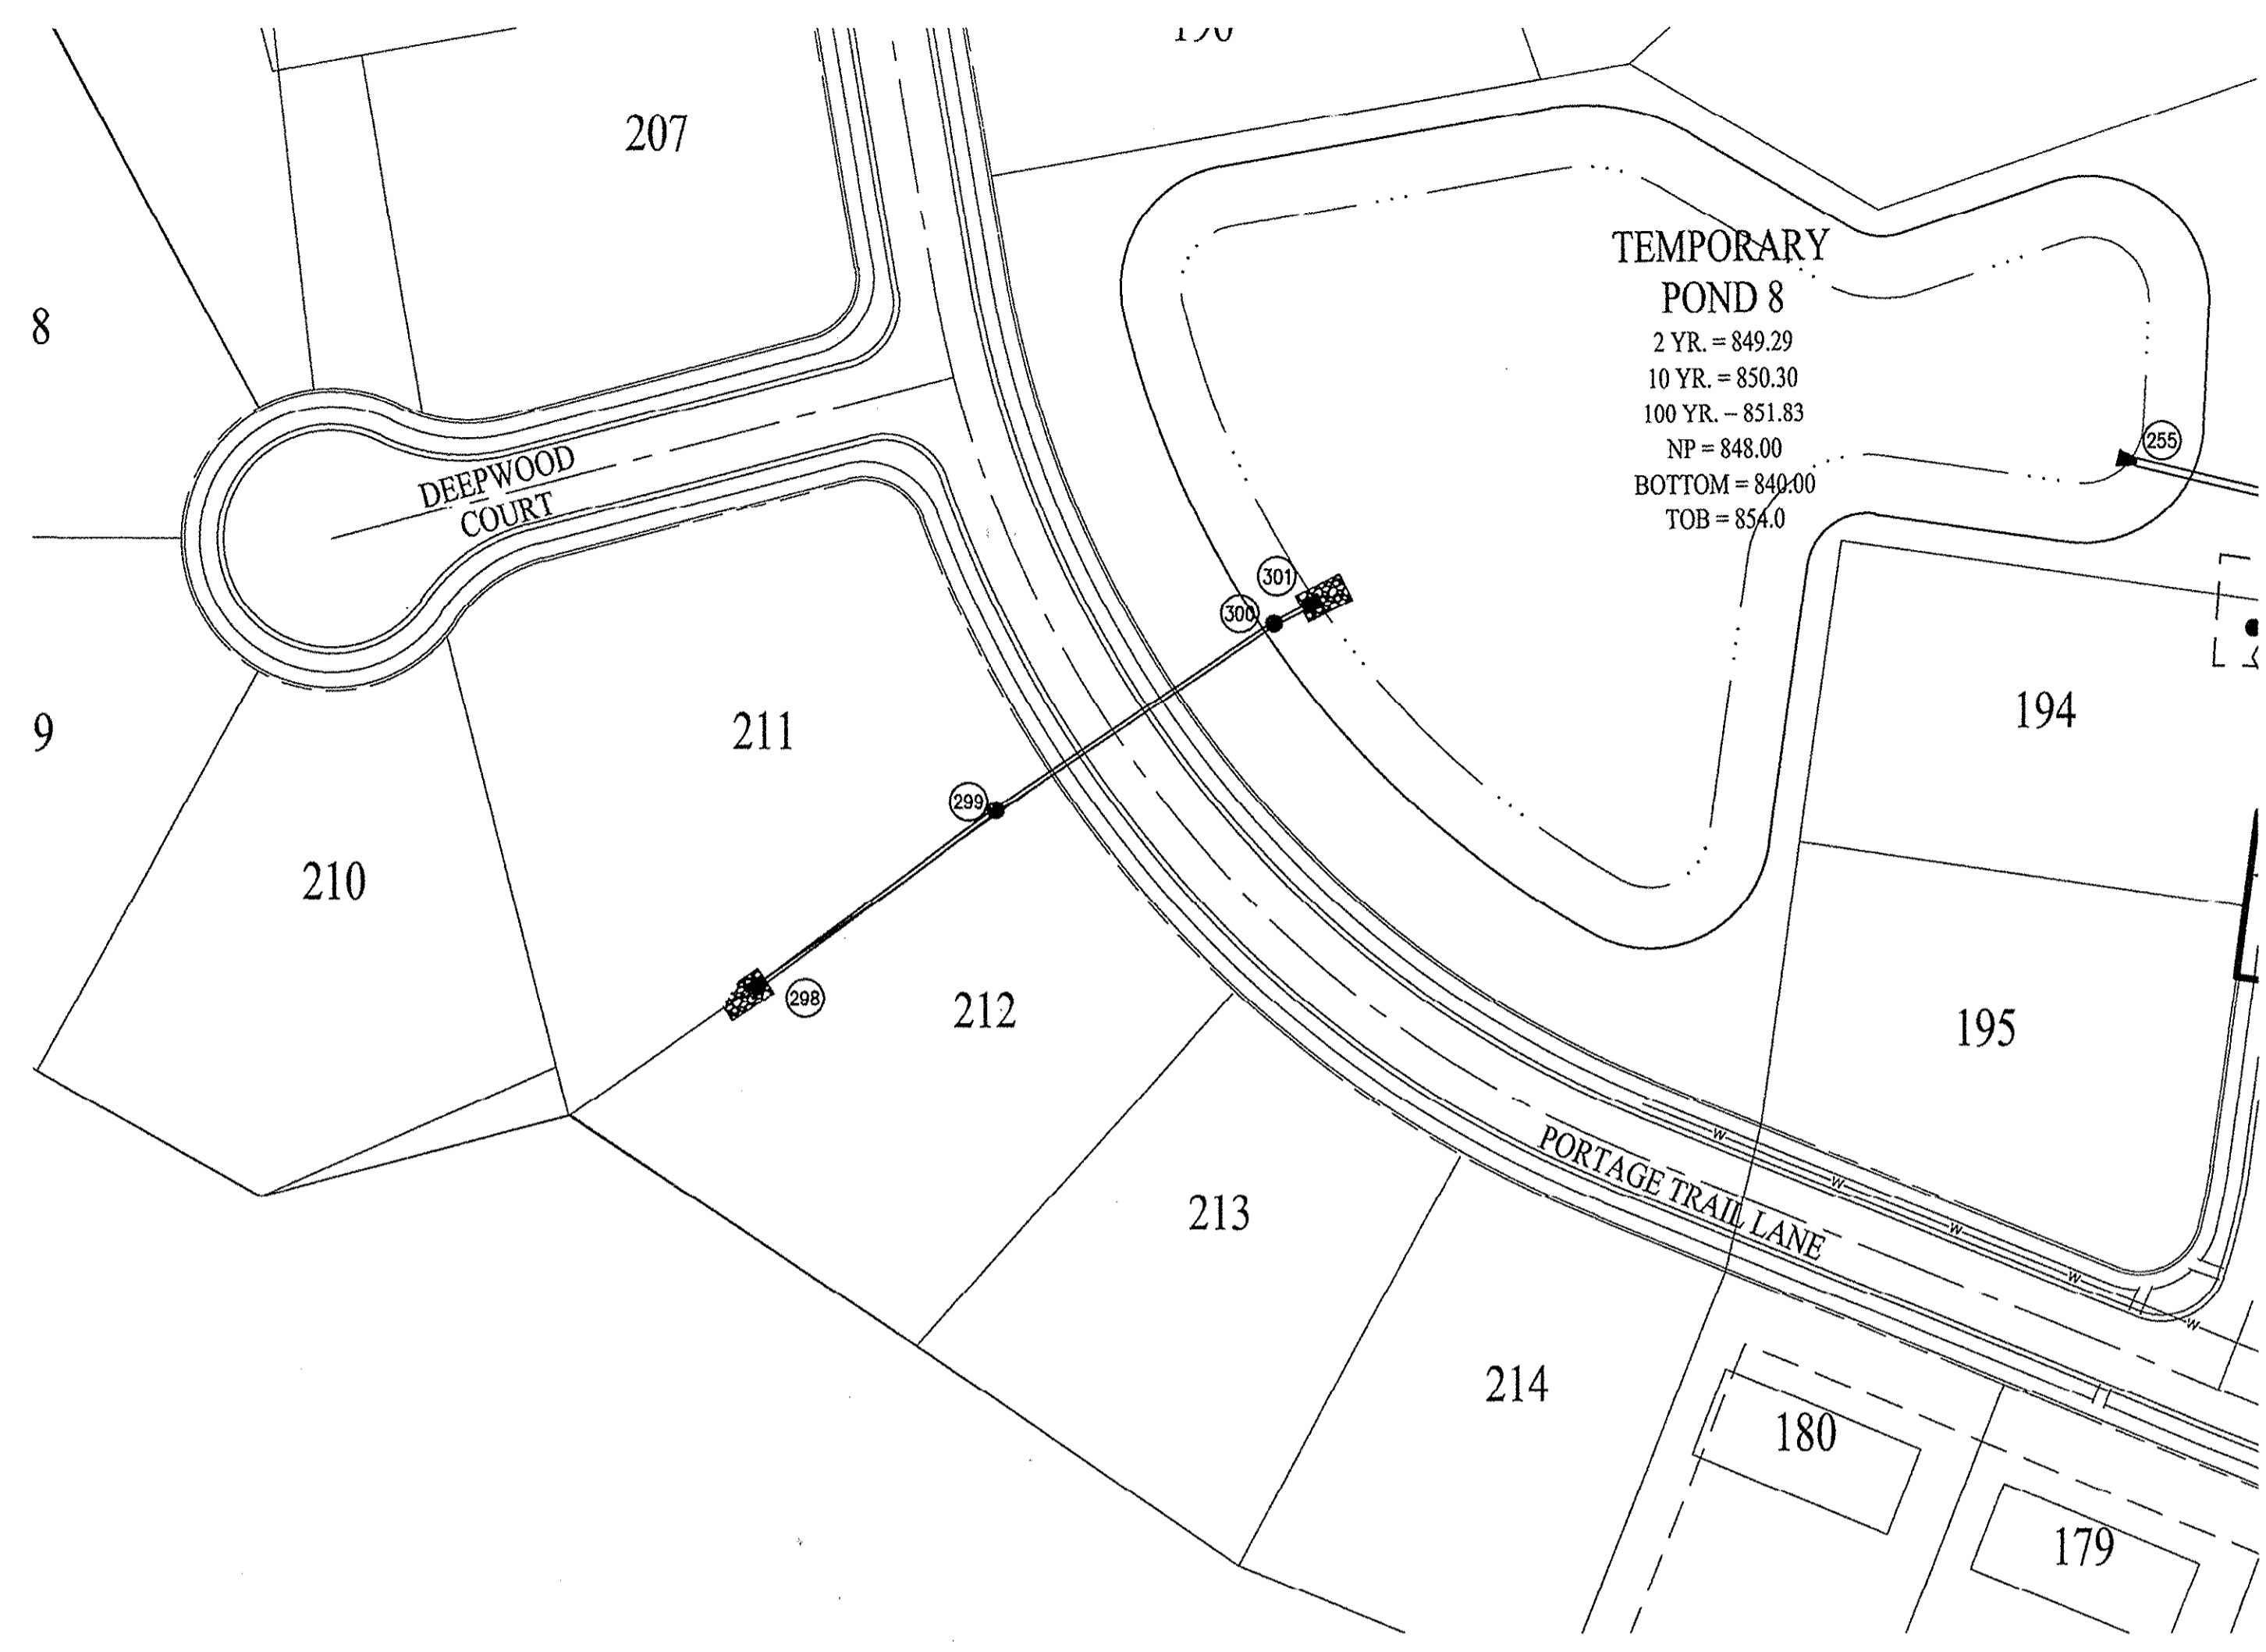 207
TEMPORARY
POND 8
2 YR. = 849.29
10 YR. = 850.30
100 YR. – 851.83
NP = 848.00
BOTTOM = 840.00
TOB = 854.0
8
255
DEEPWOOD
COURT
301
300
194
9
211
299
210
298
212
195
W
PORTAGE TRAIL LANE
W
W
W
W
213
214
180
179